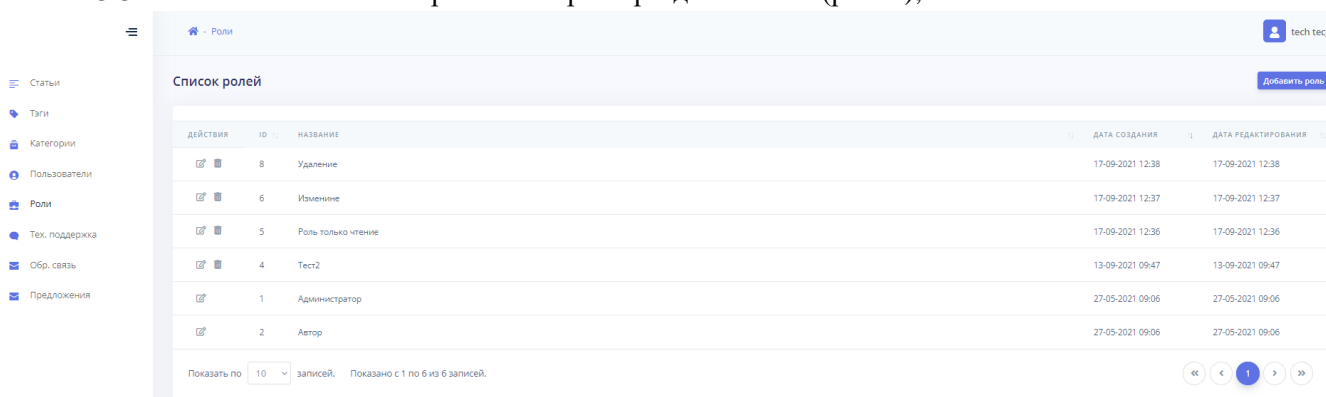 Роли
tech tec
Список ролей
Добавить роль
Статьи
Тэги
Категории
Пользователи
Роли
Тех. поддержка
Обр. связь
Предложения
ДЕЙСТВИЯ ID НАЗВАНИЕ ДАТА СОЗДАНИЯ ДАТА РЕДАКТИРОВАНИЯ
8 Удаление 17-09-2021 12:38 17-09-2021 12:38
6 Изменине 17-09-2021 12:37 17-09-2021 12:37
5 Роль только чтение 17-09-2021 12:36 17-09-2021 12:36
4 Тест2 13-09-2021 09:47 13-09-2021 09:47
1 Администратор 27-05-2021 09:06 27-05-2021 09:06
2 Автор 27-05-2021 09:06 27-05-2021 09:06
Показать по 10 записей. Показано с 1 по 6 из 6 записей. « ‹ 1 › »